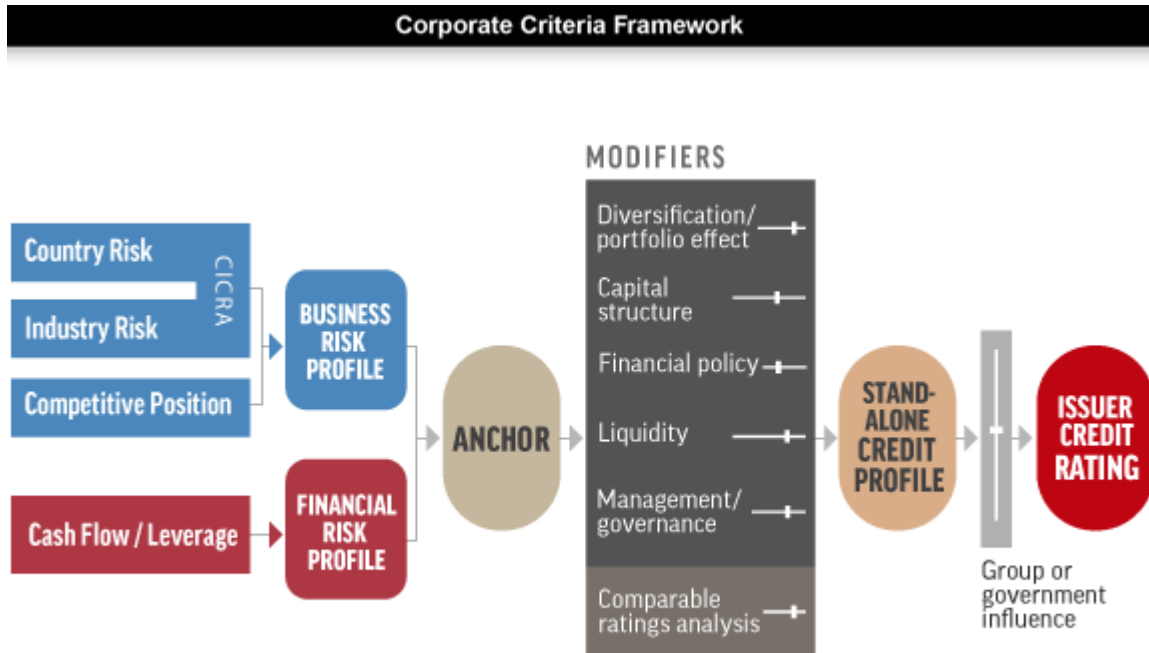 Corporate Criteria Framework
MODIFIERS
Country Risk
CICRA
Industry Risk
Competitive Position
BUSINESS
RISK
PROFILE
Cash Flow / Leverage
FINANCIAL
RISK
PROFILE
ANCHOR
Diversification/
portfolio effect
Capital
structure
Financial policy
Liquidity
Management/
governance
Comparable
ratings analysis
STAND-
ALONE
CREDIT
PROFILE
Group or
government
influence
ISSUER
CREDIT
RATING